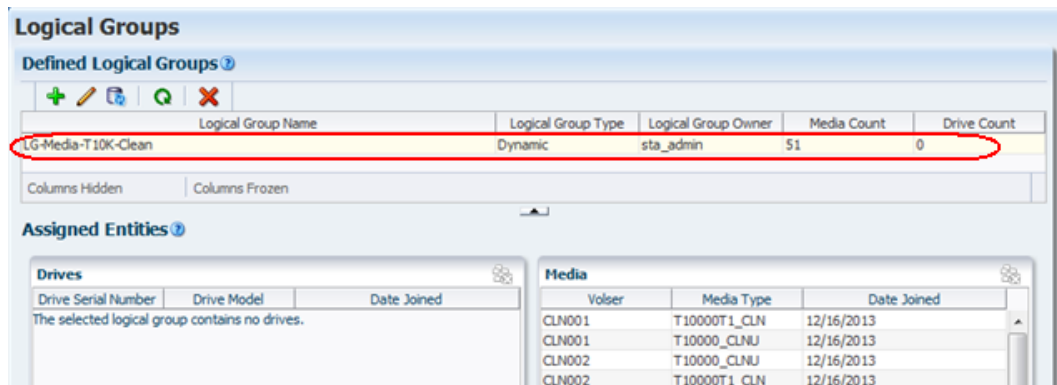 Logical Groups
Defined Logical Groups
Logical Group Name Logical Group Type Logical Group Owner Media Count Drive Count
LG-Media-T10K-Clean Dynamic sta_admin 51 0
Columns Hidden Columns Frozen
Assigned Entities
Drives
Drive Serial Number Drive Model Date Joined
The selected logical group contains no drives.
Media
Volser Media Type Date Joined
CLN001 T10000T1_CLN 12/16/2013
CLN001 T10000_CLNU 12/16/2013
CLN002 T10000_CLNU 12/16/2013
CLN002 T10000T1_CLN 12/16/2013